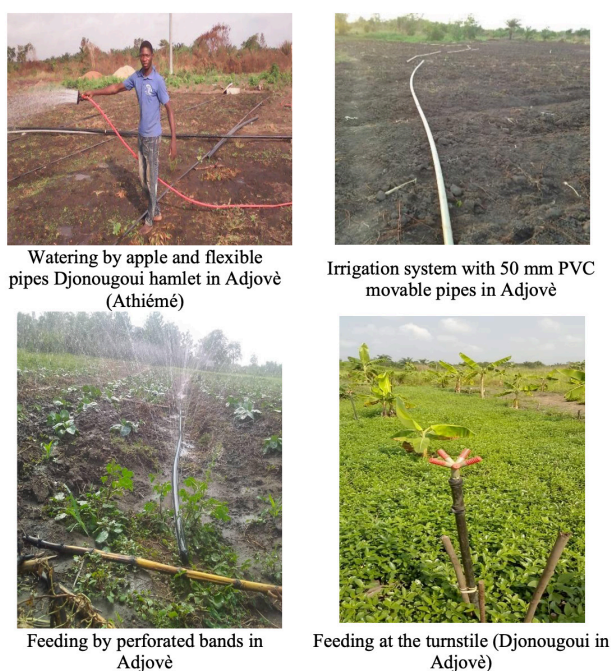 Watering by apple and flexible
pipes Djonougoui hamlet in Adjovè
(Athiémé)
Irrigation system with 50 mm PVC
movable pipes in Adjovè
Feeding by perforated bands in
Adjovè
Feeding at the turnstile (Djonougoui in
Adjovè)